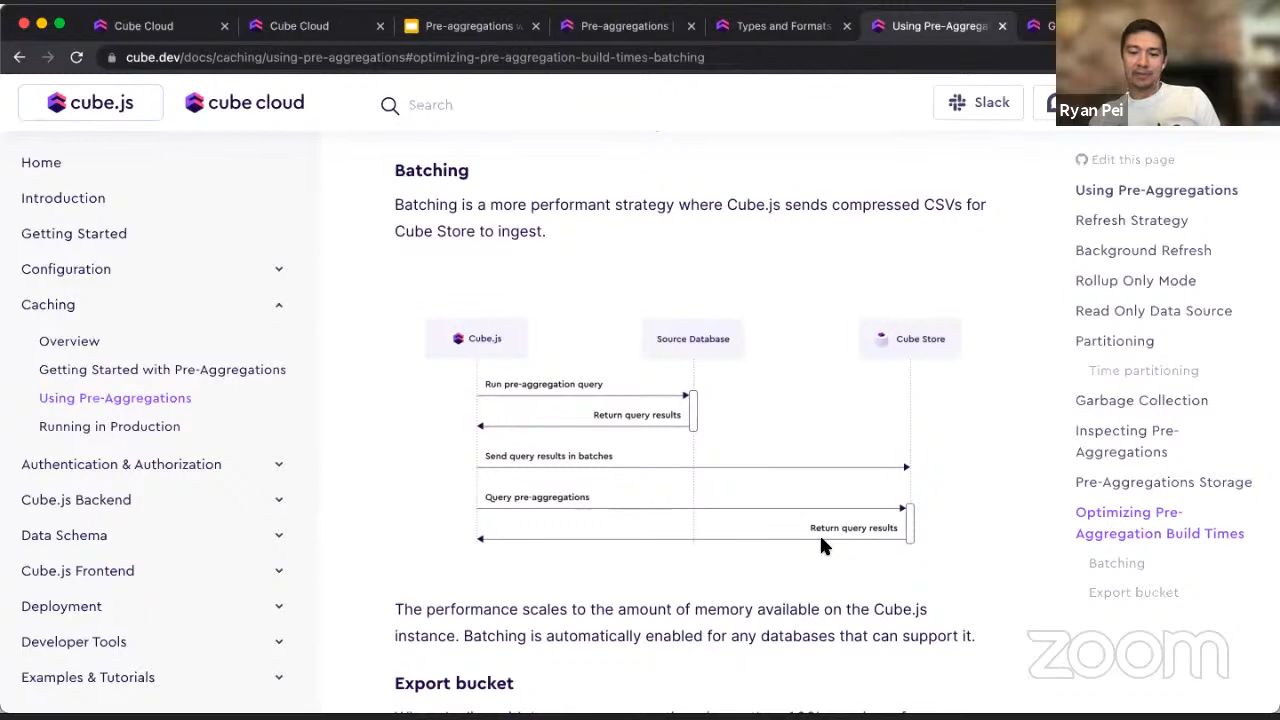 Cube Cloud
Cube Cloud
Pre-aggregations w
Pre-aggregations |
Types and Formats
Using Pre-Aggrega
cube.dev/docs/caching/using-pre-aggregations#optimizing-pre-aggregation-build-times-batching
cube.js
cube cloud
Search
Slack
Ryan Pei
Home
Introduction
Getting Started
Configuration
Caching
Overview
Getting Started with Pre-Aggregations
Using Pre-Aggregations
Running in Production
Authentication & Authorization
Cube.js Backend
Data Schema
Cube.js Frontend
Deployment
Developer Tools
Examples & Tutorials
Batching
Batching is a more performant strategy where Cube.js sends compressed CSVs for
Cube Store to ingest.
Cube.js
Source Database
Cube Store
Run pre-aggregation query
Return query results
Send query results in batches
Query pre-aggregations
Return query results
The performance scales to the amount of memory available on the Cube.js
instance. Batching is automatically enabled for any databases that can support it.
Export bucket
Edit this page
Using Pre-Aggregations
Refresh Strategy
Background Refresh
Rollup Only Mode
Read Only Data Source
Partitioning
Time partitioning
Garbage Collection
Inspecting Pre-
Aggregations
Pre-Aggregations Storage
Optimizing Pre-
Aggregation Build Times
Batching
Export bucket
zoom